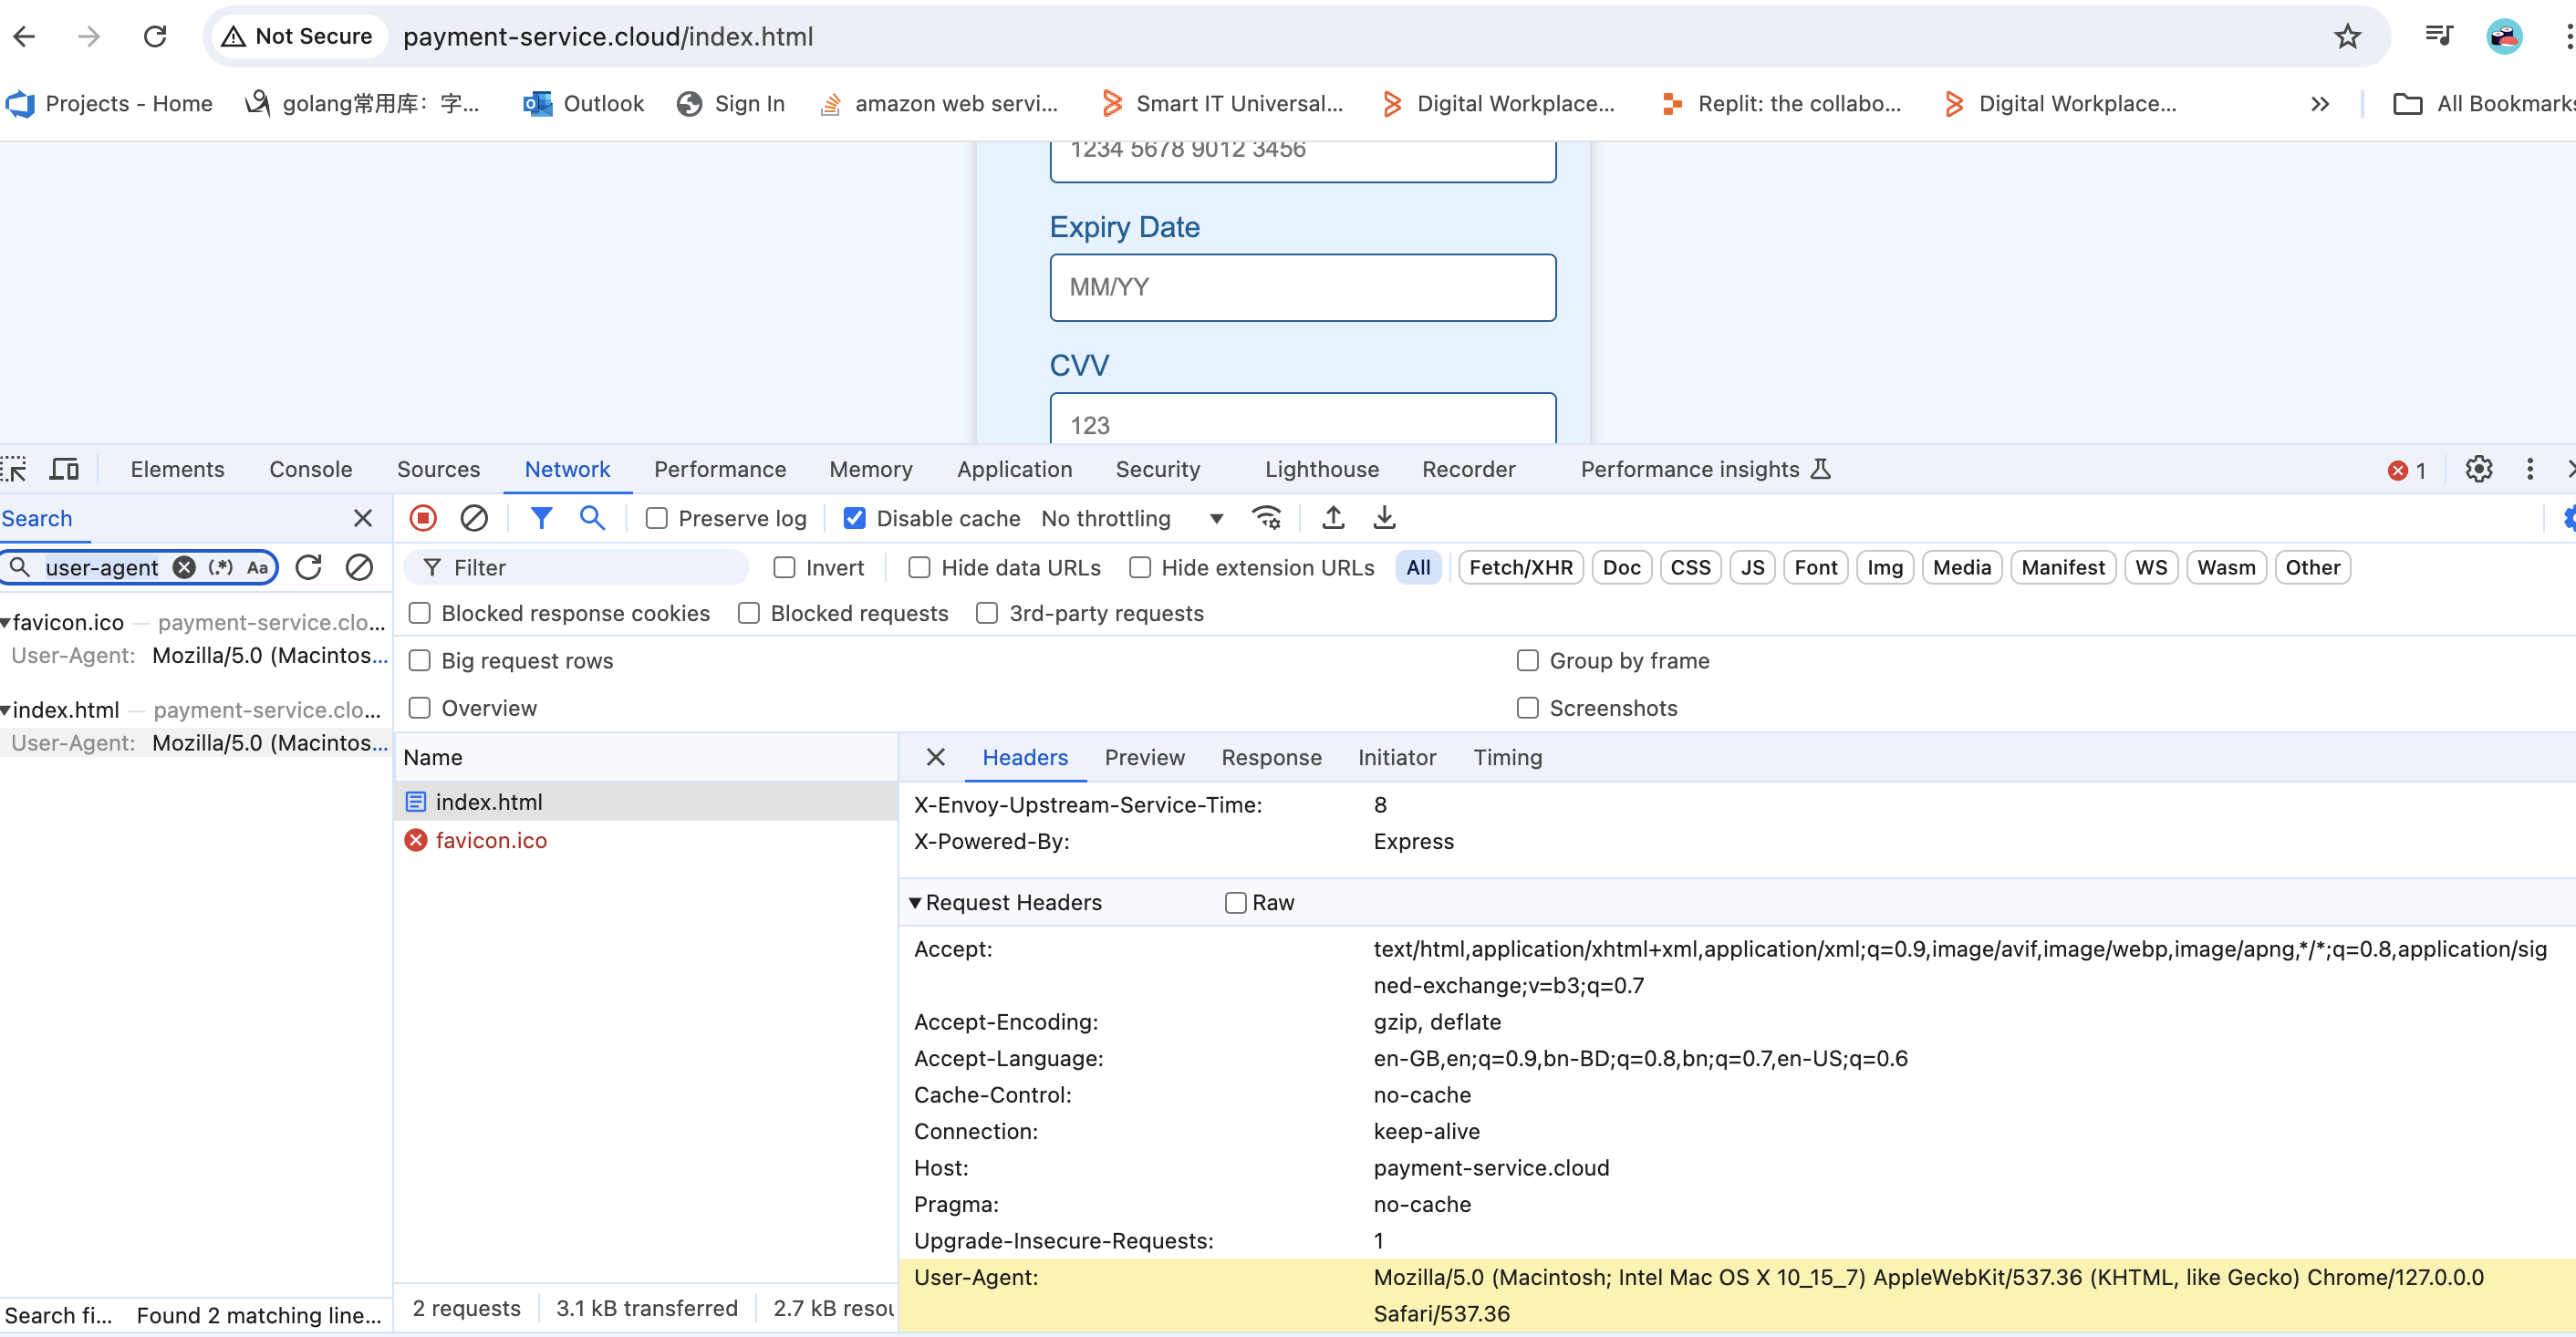 Not Secure payment-service.cloud/index.html
Projects - Home golang常用库：字... Outlook Sign In amazon web servi... Smart IT Universal... Digital Workplace... Replit: the collabo... Digital Workplace... All Bookmarks
1234 5678 9012 3456
Expiry Date
MM/YY
CVV
123
Elements Console Sources Network Performance Memory Application Security Lighthouse Recorder Performance insights 1
Search Preserve log Disable cache No throttling
user-agent (.*) Aa Filter Invert Hide data URLs Hide extension URLs All Fetch/XHR Doc CSS JS Font Img Media Manifest WS Wasm Other
Blocked response cookies Blocked requests 3rd-party requests
favicon.ico — payment-service.clo...
User-Agent: Mozilla/5.0 (Macintos...
index.html — payment-service.clo...
User-Agent: Mozilla/5.0 (Macintos...
Big request rows Group by frame
Overview Screenshots
Name Headers Preview Response Initiator Timing
index.html
favicon.ico
X-Envoy-Upstream-Service-Time: 8
X-Powered-By: Express
Request Headers Raw
Accept: text/html,application/xhtml+xml,application/xml;q=0.9,image/avif,image/webp,image/apng,*/*;q=0.8,application/sig
ned-exchange;v=b3;q=0.7
Accept-Encoding: gzip, deflate
Accept-Language: en-GB,en;q=0.9,bn-BD;q=0.8,bn;q=0.7,en-US;q=0.6
Cache-Control: no-cache
Connection: keep-alive
Host: payment-service.cloud
Pragma: no-cache
Upgrade-Insecure-Requests: 1
User-Agent: Mozilla/5.0 (Macintosh; Intel Mac OS X 10_15_7) AppleWebKit/537.36 (KHTML, like Gecko) Chrome/127.0.0.0
Safari/537.36
Search fi... Found 2 matching line... 2 requests 3.1 kB transferred 2.7 kB resou